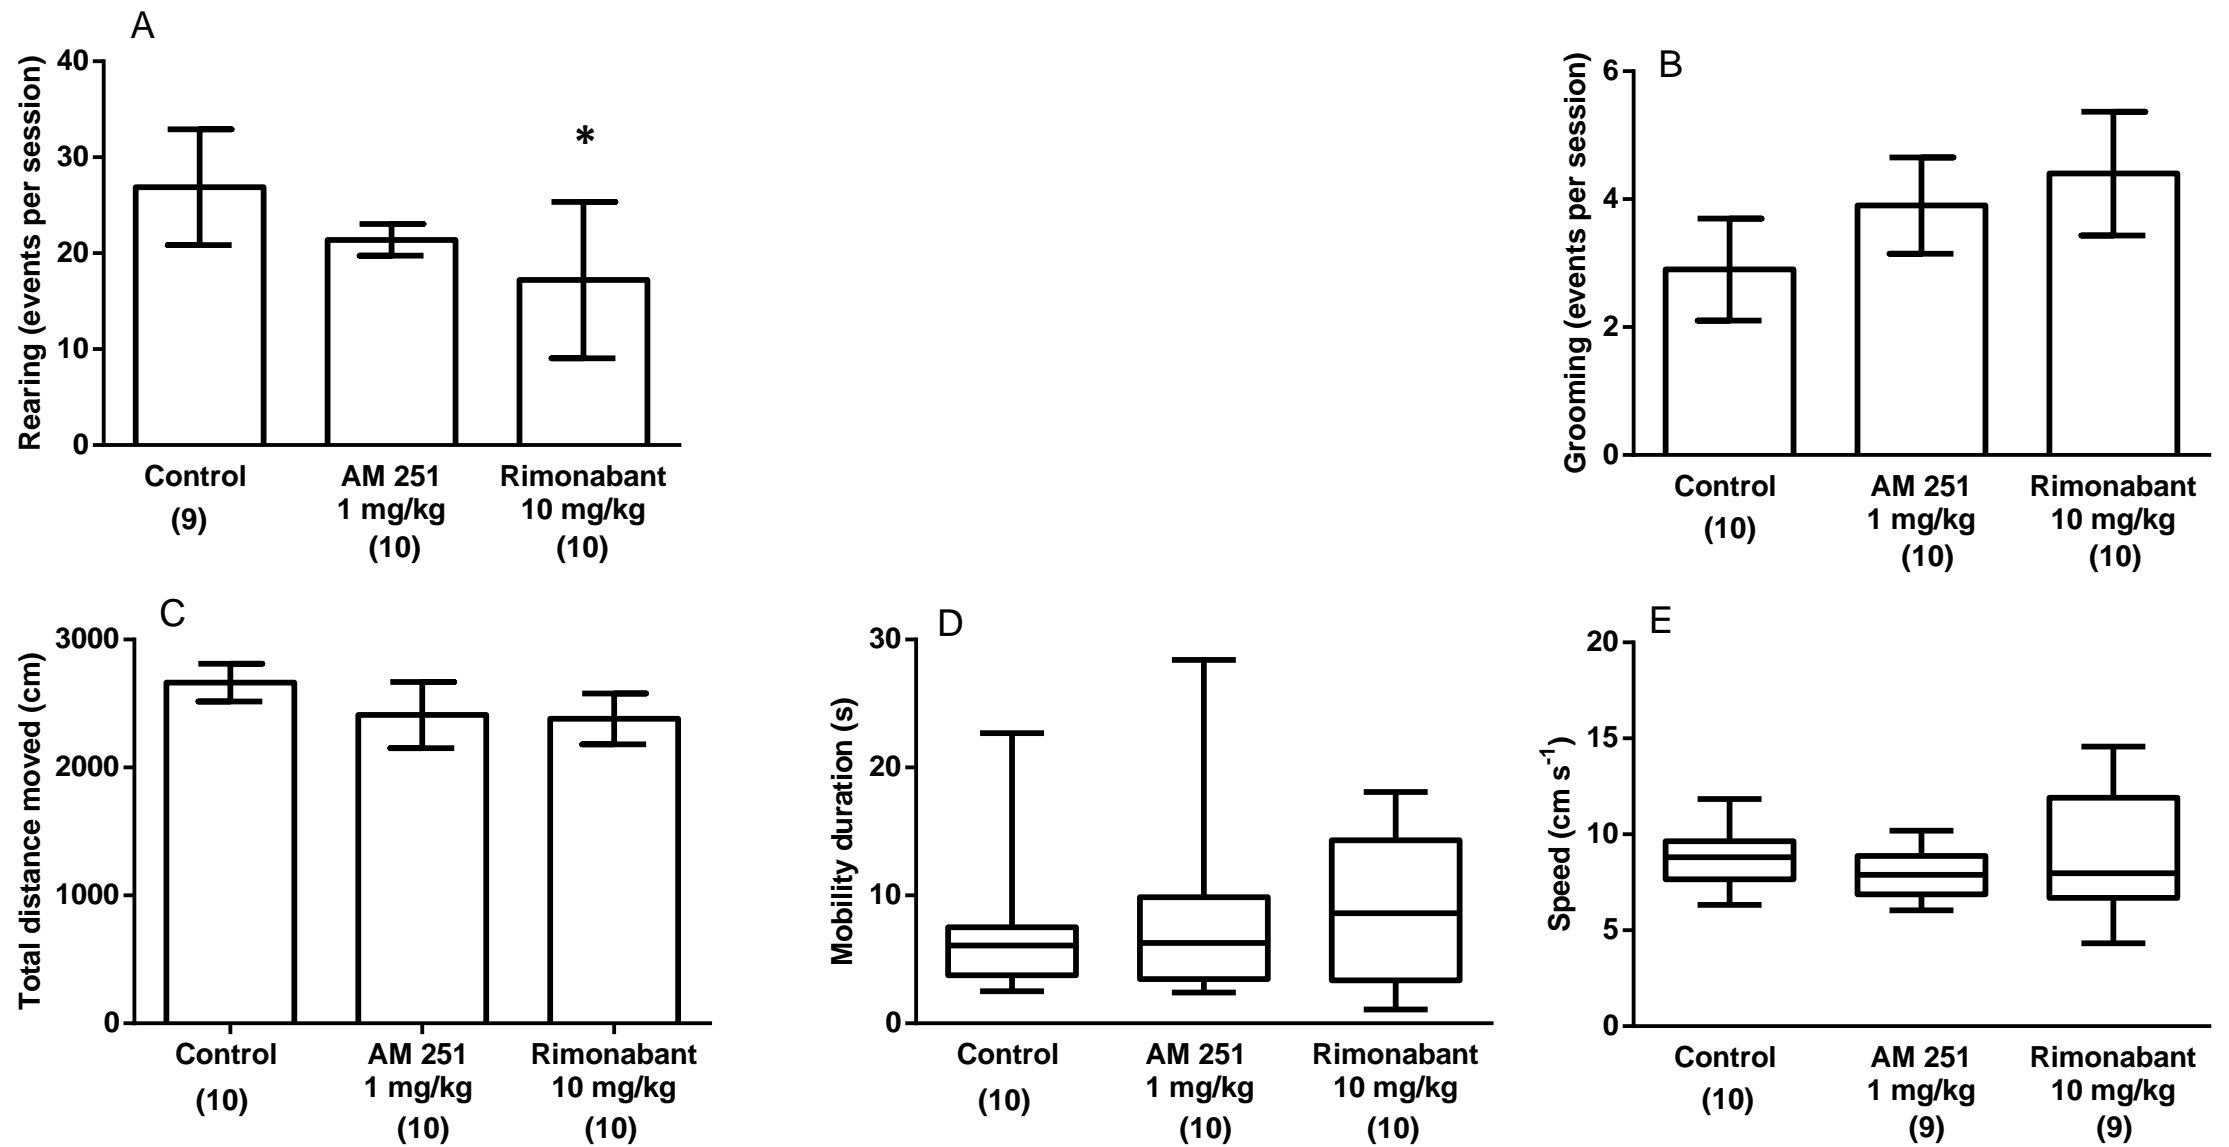 A
Rearing (events per session)
40
30
20
10
0
Control
(9)
AM 251
1 mg/kg
(10)
Rimonabant
10 mg/kg
(10)
*
B
Grooming (events per session)
6
4
2
0
Control
(10)
AM 251
1 mg/kg
(10)
Rimonabant
10 mg/kg
(10)
C
Total distance moved (cm)
3000
2000
1000
0
Control
(10)
AM 251
1 mg/kg
(10)
Rimonabant
10 mg/kg
(10)
D
Mobility duration (s)
30
20
10
0
Control
(10)
AM 251
1 mg/kg
(10)
Rimonabant
10 mg/kg
(10)
E
Speed (cm s⁻¹)
20
15
10
5
0
Control
(10)
AM 251
1 mg/kg
(9)
Rimonabant
10 mg/kg
(9)